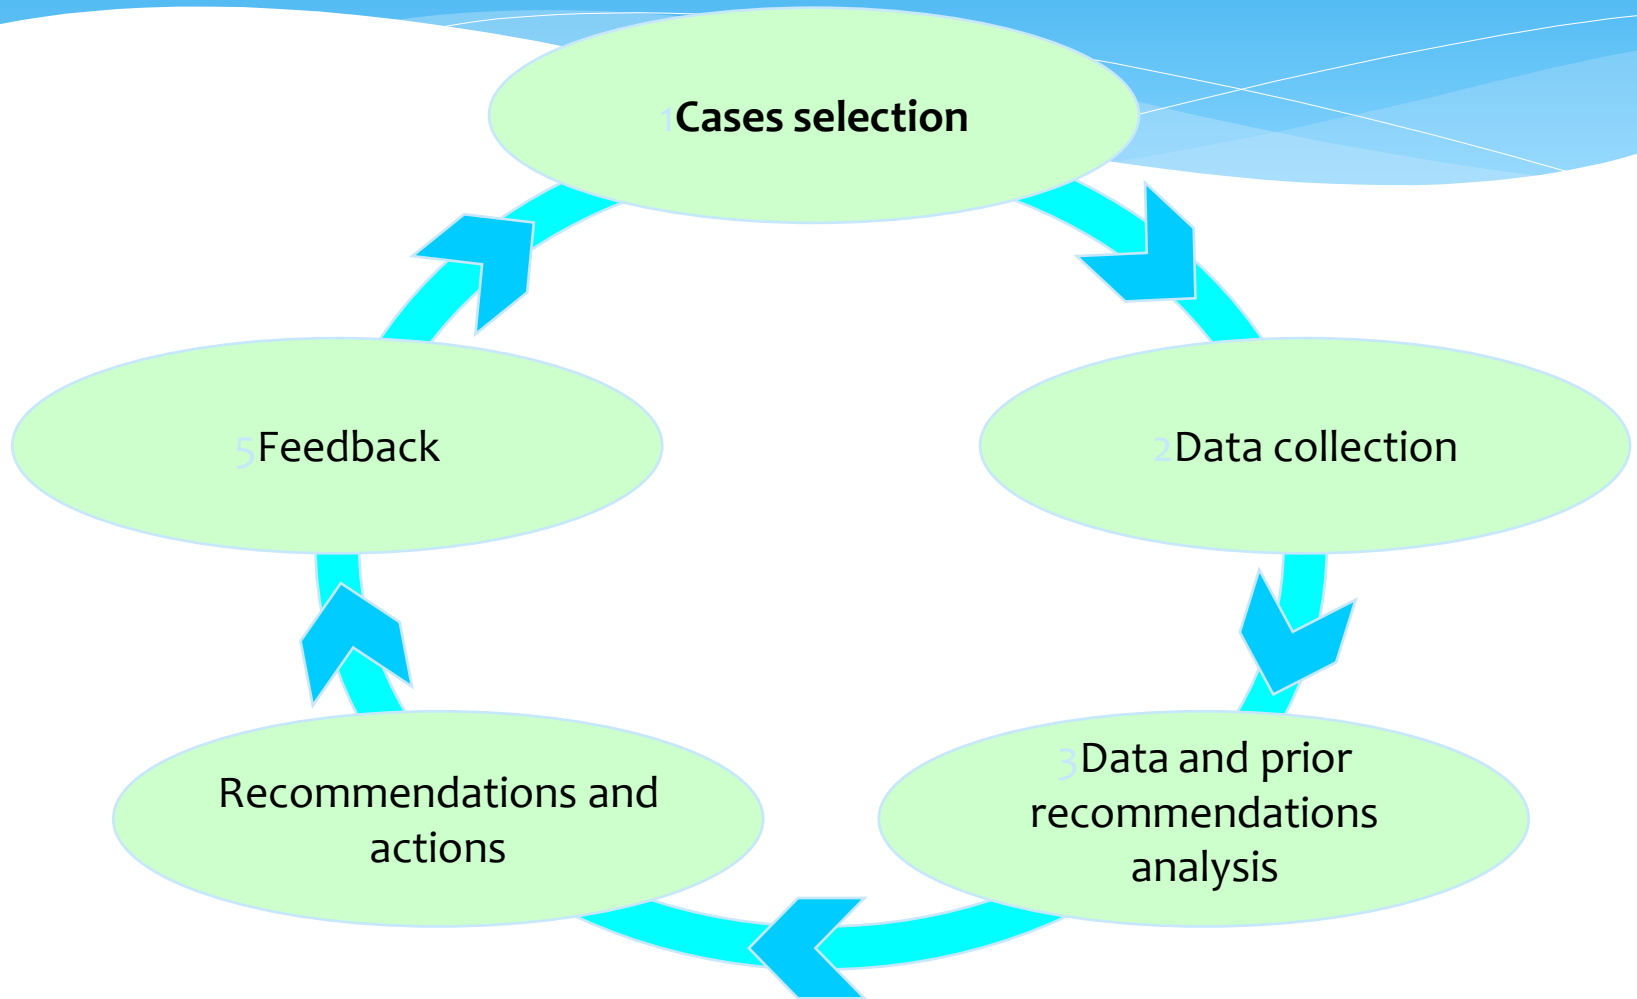 1Cases selection
2Data collection
3Data and prior
recommendations
analysis
Recommendations and
actions
5Feedback